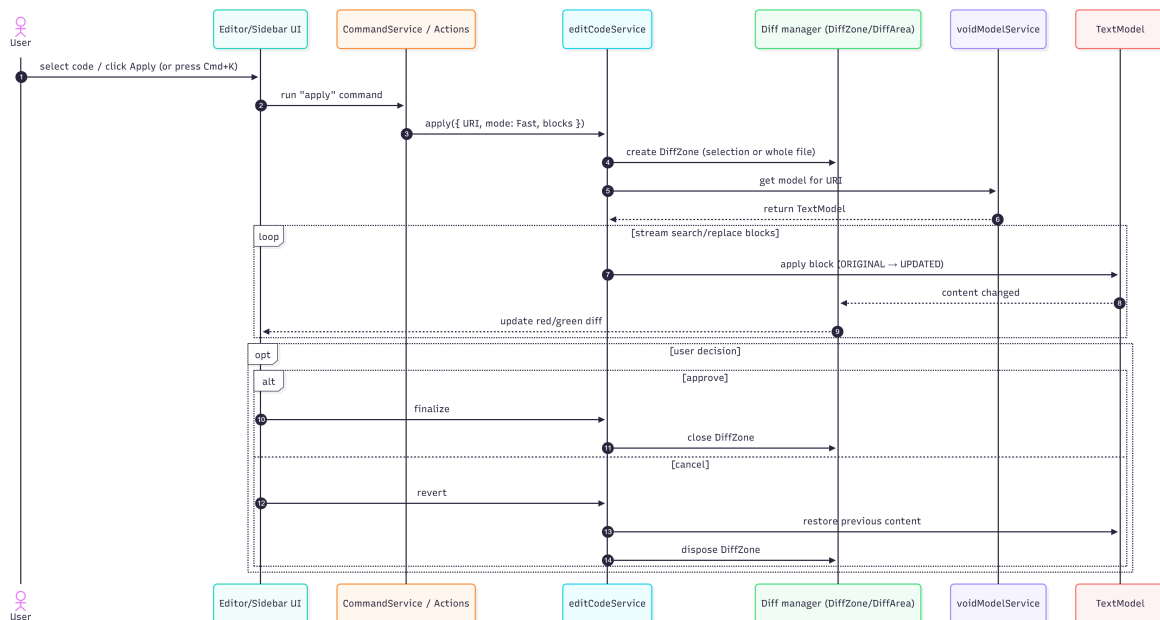 User
Editor/Sidebar UI
CommandService / Actions
editCodeService
Diff manager (DiffZone/DiffArea)
voidModelService
TextModel
1
select code / click Apply (or press Cmd+K)
2
run "apply" command
3
apply({ URI, mode: Fast, blocks })
4
create DiffZone (selection or whole file)
5
get model for URI
return TextModel
6
loop
[stream search/replace blocks]
7
apply block (ORIGINAL → UPDATED)
content changed
8
update red/green diff
9
opt
[user decision]
alt
[approve]
10
finalize
11
close DiffZone
[cancel]
12
revert
13
restore previous content
14
dispose DiffZone
User
Editor/Sidebar UI
CommandService / Actions
editCodeService
Diff manager (DiffZone/DiffArea)
voidModelService
TextModel